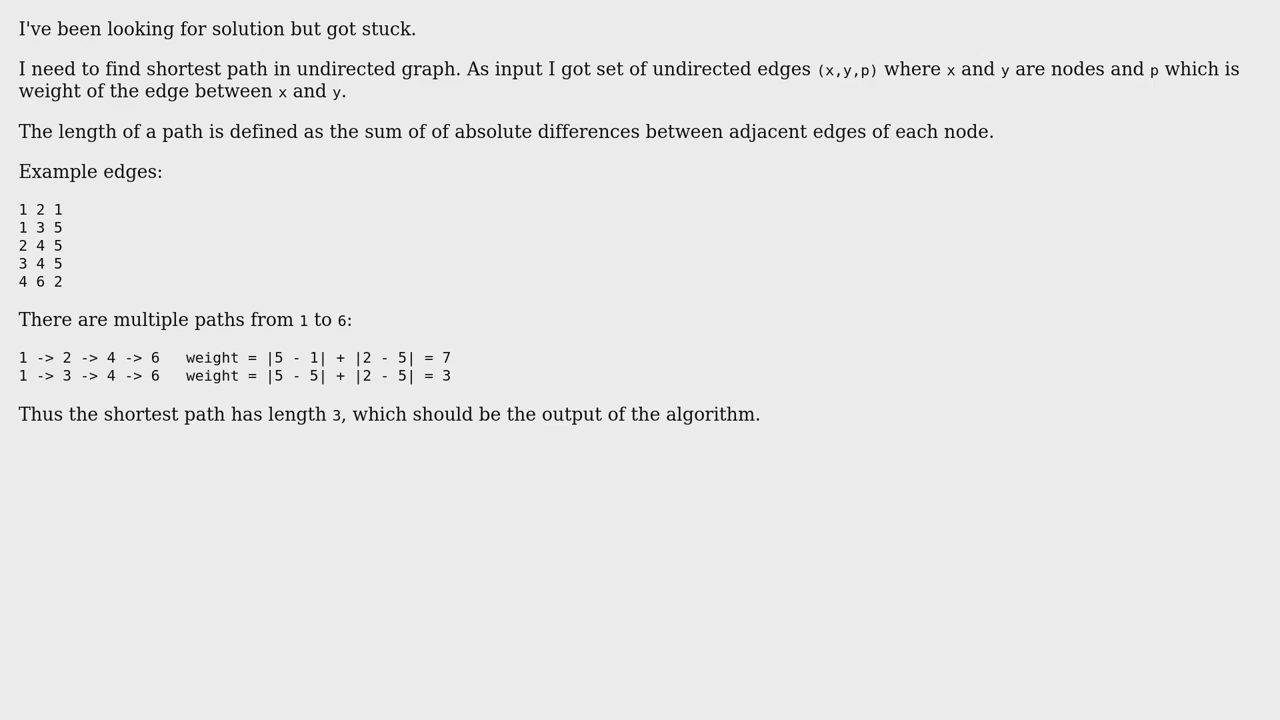 I've been looking for solution but got stuck.
I need to find shortest path in undirected graph. As input I got set of undirected edges (x,y,p) where x and y are nodes and p which is
weight of the edge between x and y.
The length of a path is defined as the sum of of absolute differences between adjacent edges of each node.
Example edges:
1 2 1
1 3 5
2 4 5
3 4 5
4 6 2
There are multiple paths from 1 to 6:
1 -> 2 -> 4 -> 6   weight = |5 - 1| + |2 - 5| = 7
1 -> 3 -> 4 -> 6   weight = |5 - 5| + |2 - 5| = 3
Thus the shortest path has length 3, which should be the output of the algorithm.